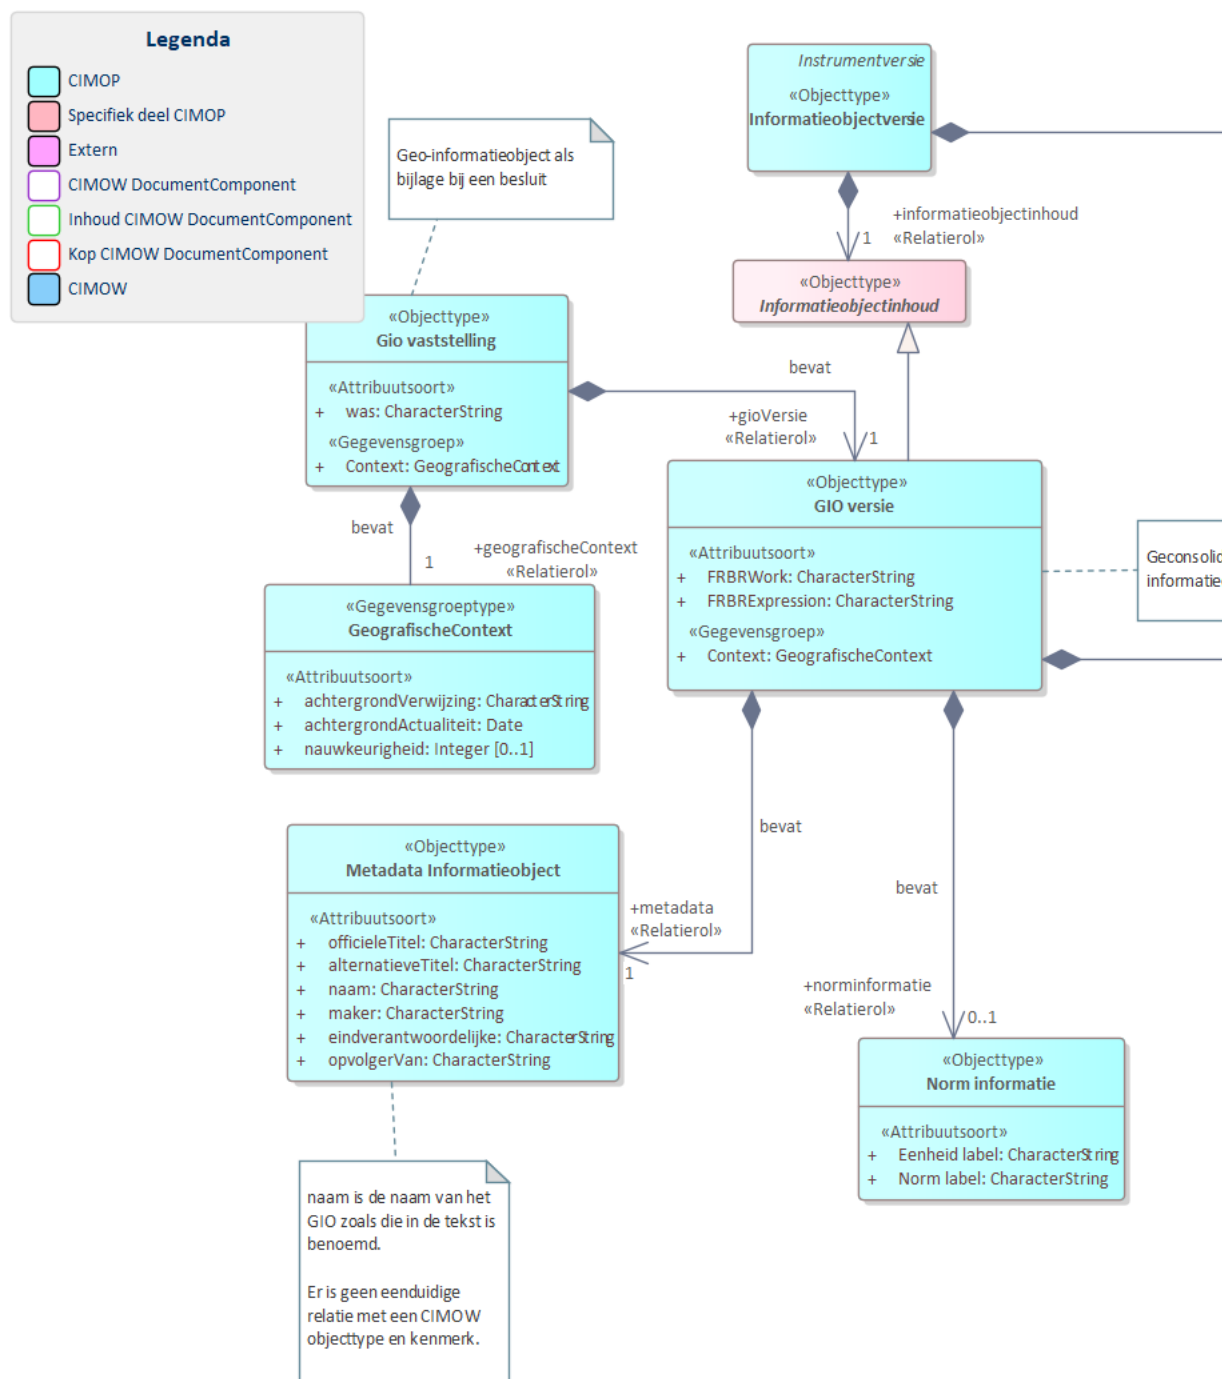 Legenda
CIMOP
Specifiek deel CIMOP
Extern
CIMOW DocumentComponent
Inhoud CIMOW DocumentComponent
Kop CIMOW DocumentComponent
CIMOW
Geo-informatieobject als
bijlage bij een besluit
Instrumentversie
«Objecttype»
Informatieobjectversie
+informatieobjectinhoud
«Relatierol»
1
«Objecttype»
Informatieobjectinhoud
«Objecttype»
Gio vaststelling
«Attribuutsoort»
+ was: CharacterString
«Gegevensgroep»
+ Context: GeografischeContext
bevat
+gioVersie
«Relatierol»
1
«Objecttype»
GIO versie
«Attribuutsoort»
+ FRBRWork: CharacterString
+ FRBRExpression: CharacterString
«Gegevensgroep»
+ Context: GeografischeContext
bevat
+geografischeContext
«Relatierol»
1
«Gegevensgroeptype»
GeografischeContext
«Attribuutsoort»
+ achtergrondVerwijzing: CharacterString
+ achtergrondActualiteit: Date
+ nauwkeurigheid: Integer [0..1]
bevat
+metadata
«Relatierol»
1
«Objecttype»
Metadata Informatieobject
«Attribuutsoort»
+ officieleTitel: CharacterString
+ alternatieveTitel: CharacterString
+ naam: CharacterString
+ maker: CharacterString
+ eindverantwoordelijke: CharacterString
+ opvolgerVan: CharacterString
bevat
+norminformatie
«Relatierol»
0..1
«Objecttype»
Norm informatie
«Attribuutsoort»
+ Eenheid label: CharacterString
+ Norm label: CharacterString
naam is de naam van het
GIO zoals die in de tekst is
benoemd.
Er is geen eenduidige
relatie met een CIMOW
objecttype en kenmerk.